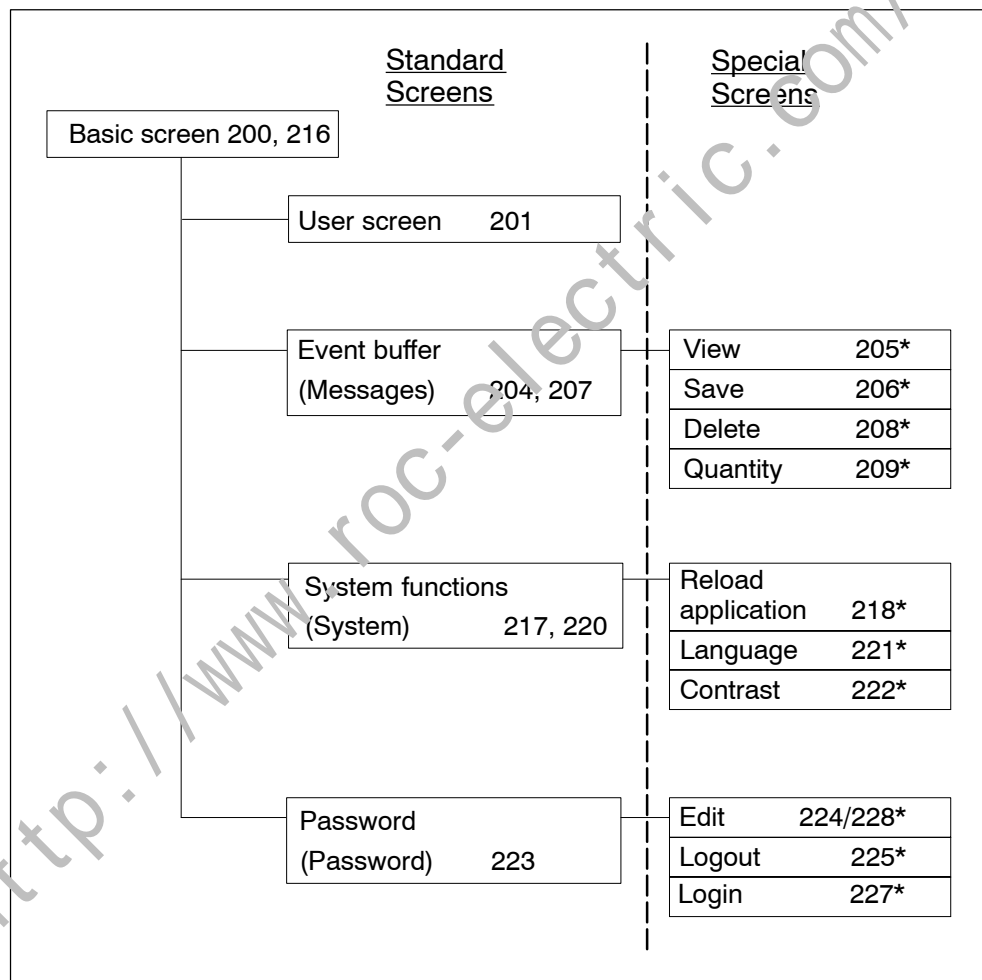 Standard
Screens
Special
Screens
Basic screen 200, 216
User screen 201
Event buffer
(Messages) 204, 207
View 205*
Save 206*
Delete 208*
Quantity 209*
System functions
(System) 217, 220
Reload
application 218*
Language 221*
Contrast 222*
Password
(Password) 223
Edit 224/228*
Logout 225*
Login 227*
http://www.roc-electric.com/